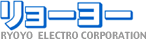 リョーヨー
RYOYO ELECTRO CORPORATION